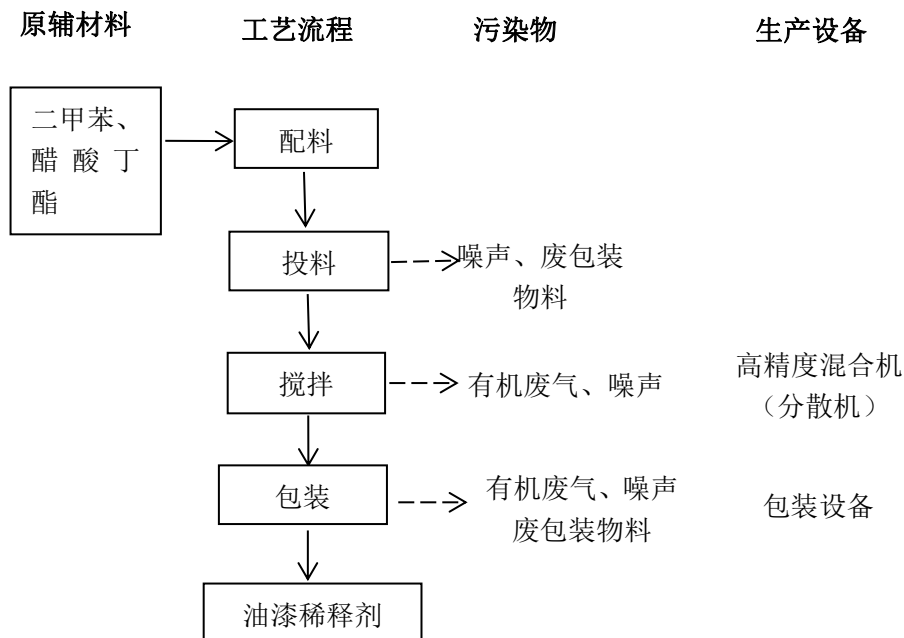 原辅材料 工艺流程 污染物 生产设备
二甲苯、
醋酸丁
酯
配料
投料
噪声、废包装
物料
搅拌
有机废气、噪声
高精度混合机
（分散机）
包装
有机废气、噪声
废包装物料
包装设备
油漆稀释剂